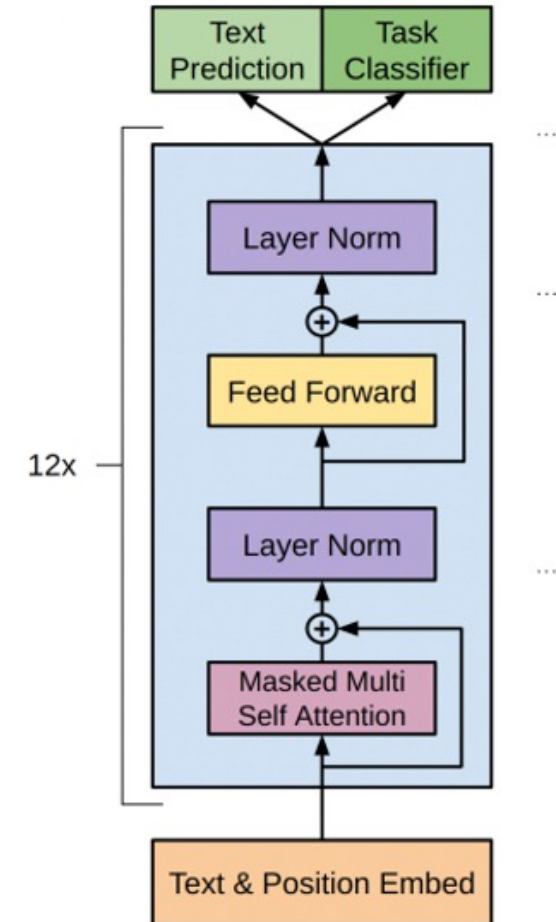 Text
Prediction
Task
Classifier
Layer Norm
Feed Forward
12x
Layer Norm
Masked Multi
Self Attention
Text & Position Embed